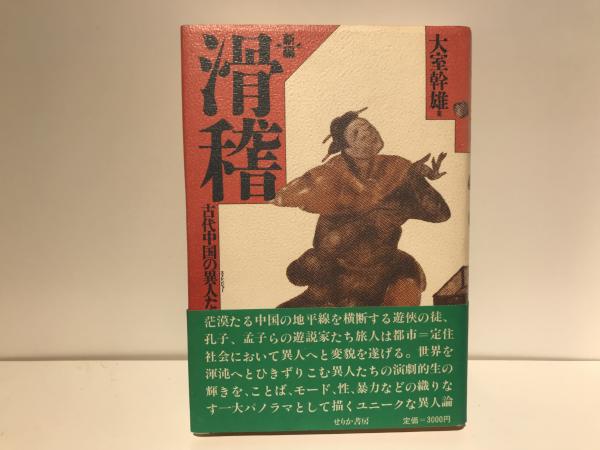 新編
滑稽
古代中国の異人た
大室幹雄
茫漠たる中国の地平線を横断する遊俠の徒、
孔子、孟子らの遊説家たち旅人は都市＝定住
社会において異人へと変貌を遂げる。世界を
渾沌へとひきずりこむ異人たちの演劇的生の
輝きを、ことば、モード、性、暴力などの織りな
す一大パノラマとして描くユニークな異人論
せりか書房
定価＝3000円